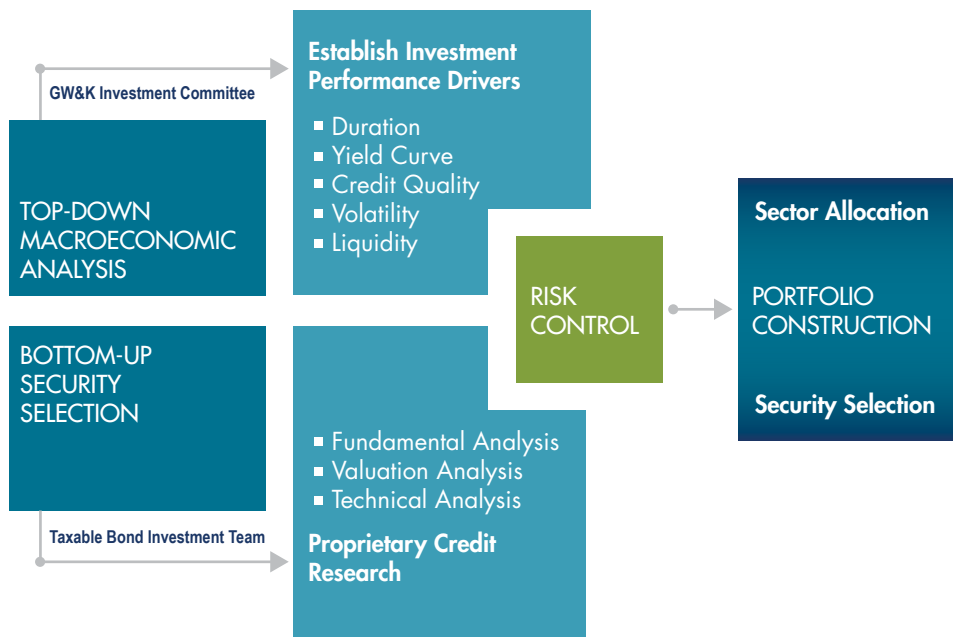 Establish Investment
Performance Drivers
GW&K Investment Committee
Duration
Yield Curve
Credit Quality
Volatility
Liquidity
TOP-DOWN
MACROECONOMIC
ANALYSIS
Sector Allocation
RISK
CONTROL
PORTFOLIO
CONSTRUCTION
Security Selection
BOTTOM-UP
SECURITY
SELECTION
Fundamental Analysis
Valuation Analysis
Technical Analysis
Taxable Bond Investment Team
Proprietary Credit
Research